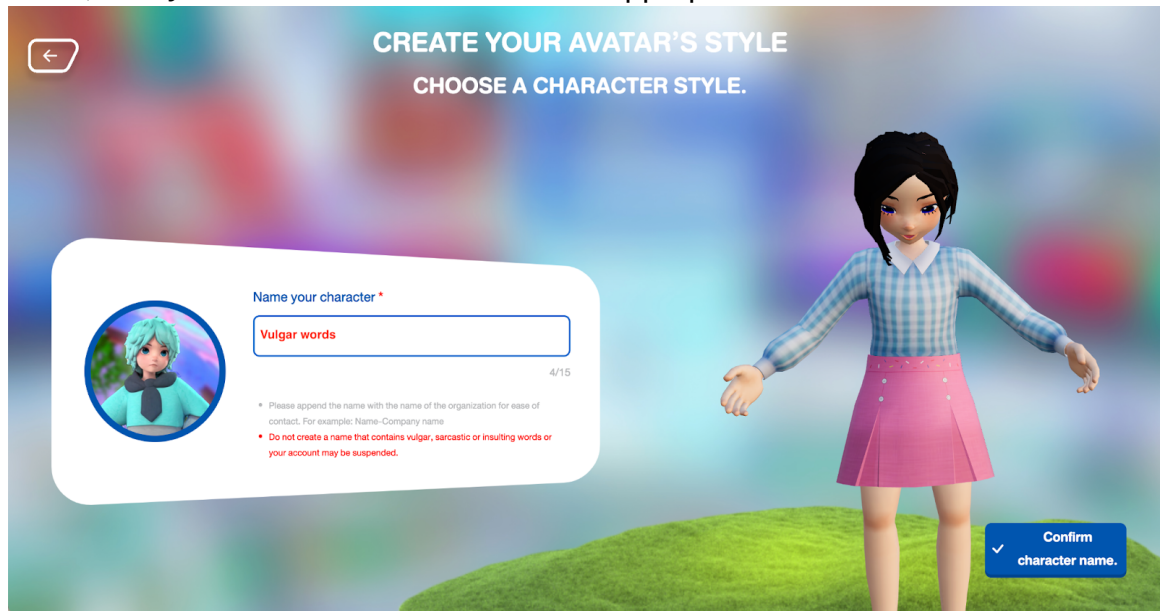 CREATE YOUR AVATAR'S STYLE
CHOOSE A CHARACTER STYLE.
Name your character *
Vulgar words
4/15
• Please append the name with the name of the organization for ease of
contact. For example: Name-Company name
• Do not create a name that contains vulgar, sarcastic or insulting words or
your account may be suspended.
Confirm
character name.